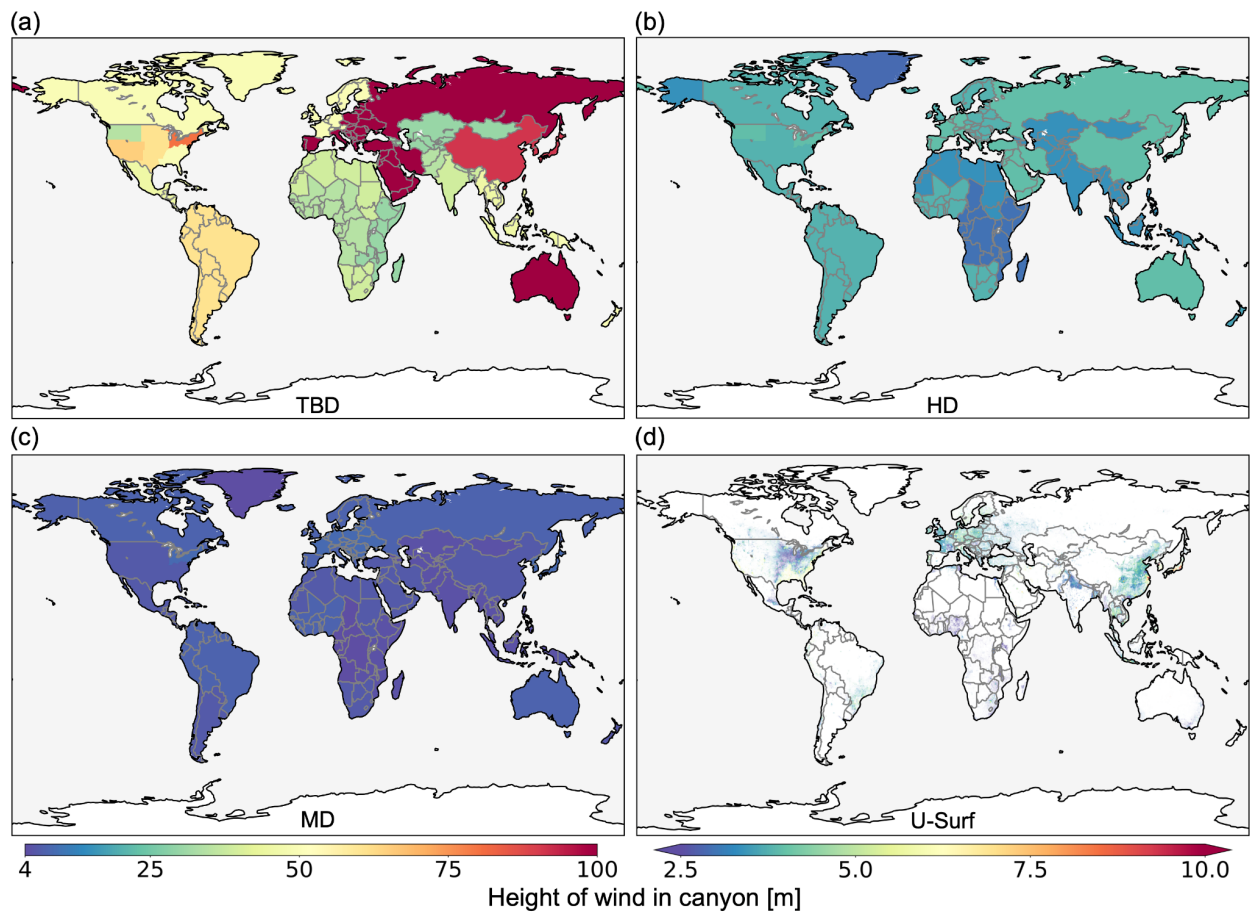 (a)
(b)
TBD
HD
(c)
(d)
MD
U-Surf
4 25 50 75 100
2.5 5.0 7.5 10.0
Height of wind in canyon [m]